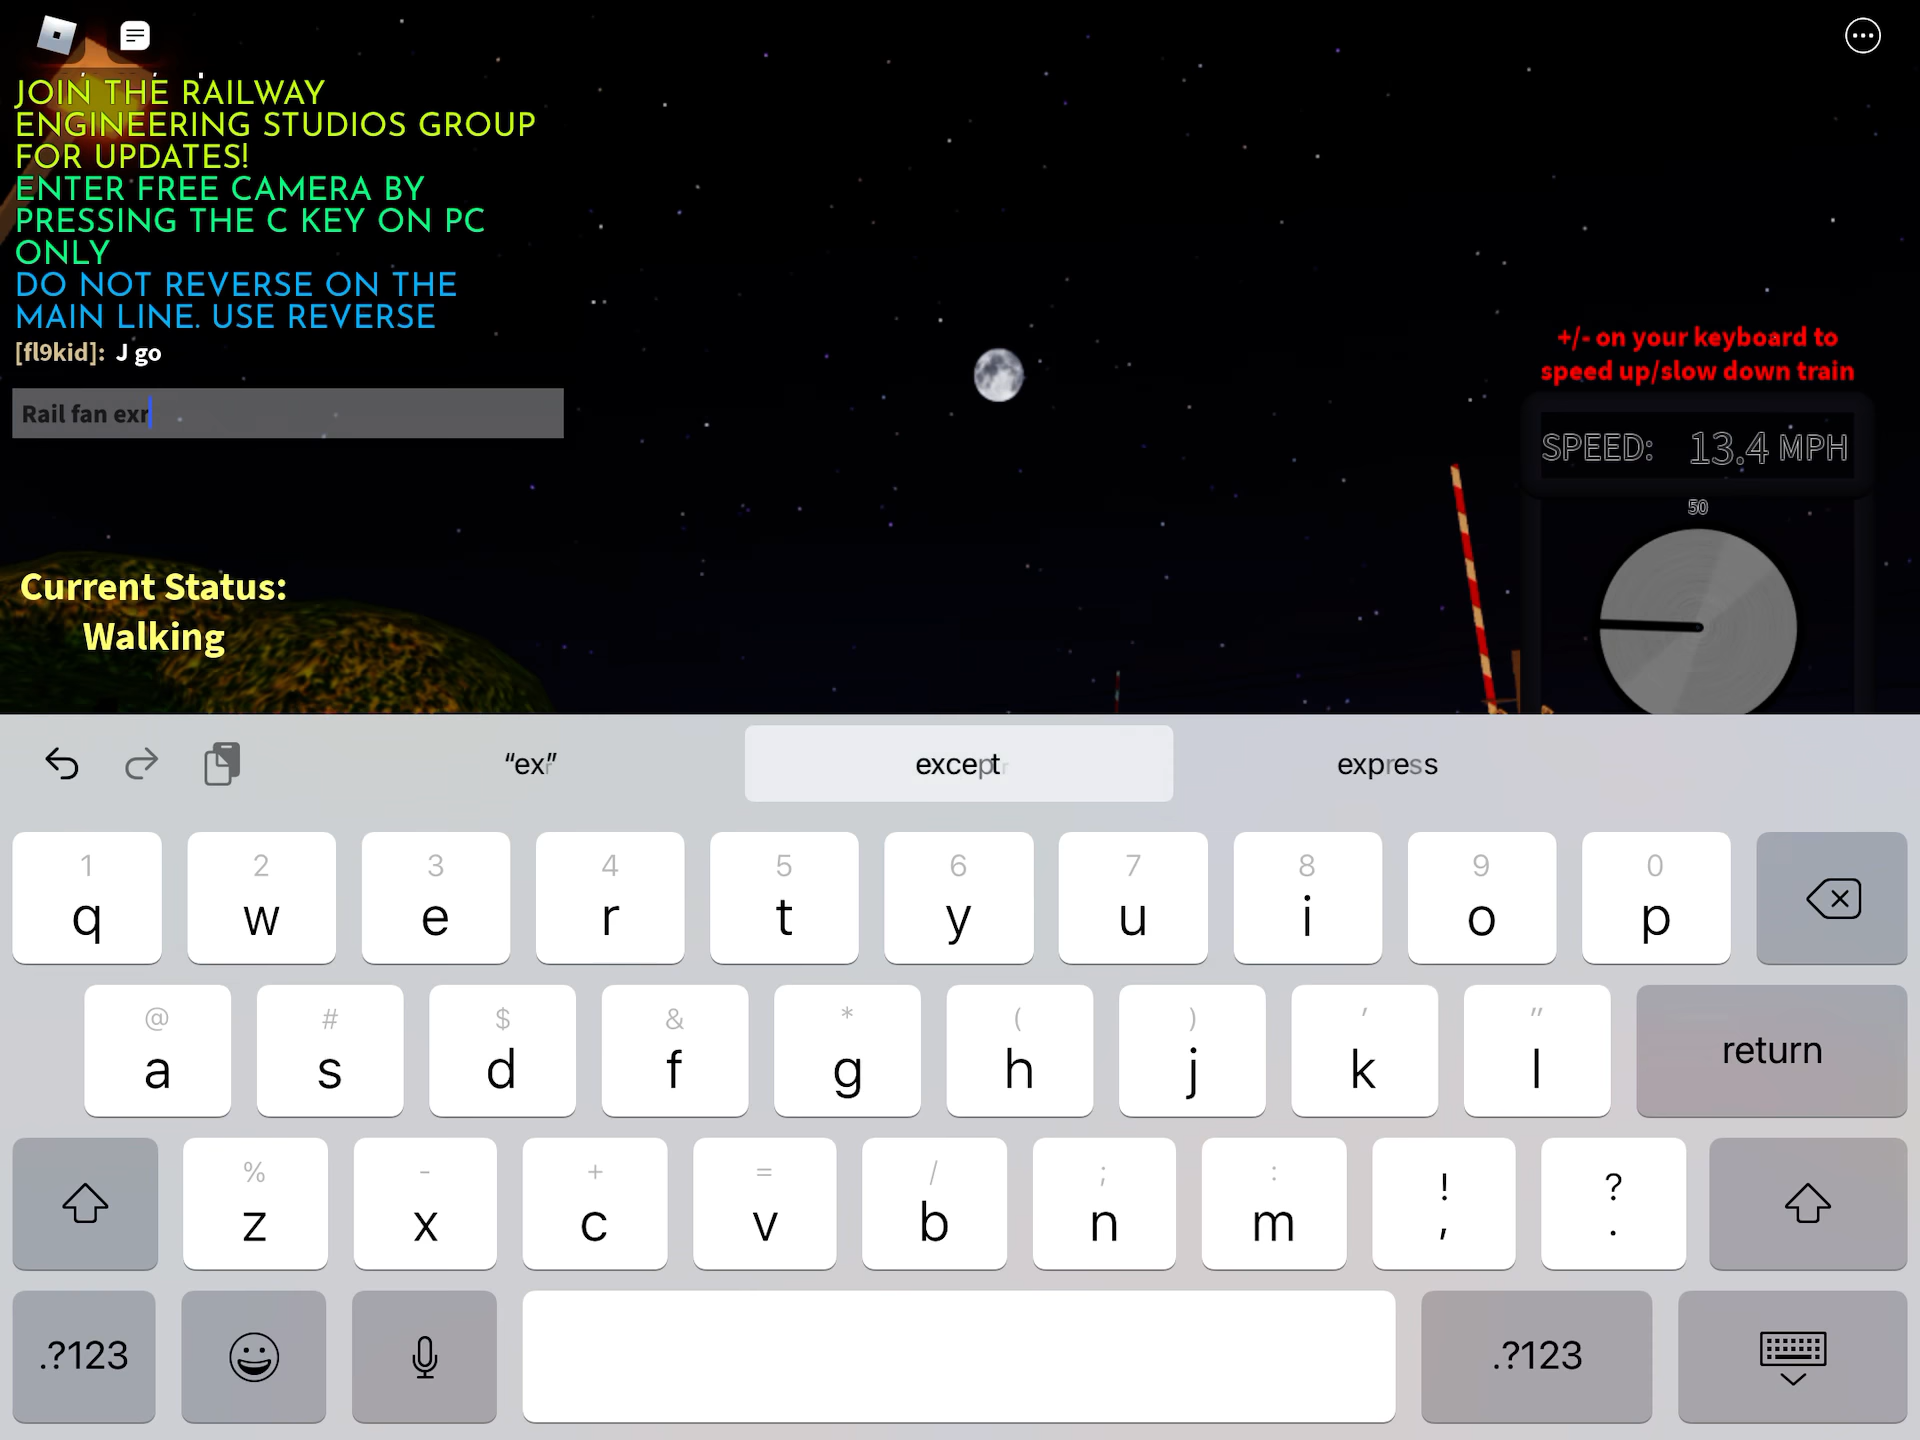 JOIN THE RAILWAY
ENGINEERING STUDIOS GROUP
FOR UPDATES!
ENTER FREE CAMERA BY
PRESSING THE C KEY ON PC
ONLY
DO NOT REVERSE ON THE
MAIN LINE. USE REVERSE
[fl9kid]: J go
Rail fan exr
+/- on your keyboard to
speed up/slow down train
SPEED: 13.4 MPH
50
Current Status:
Walking
“ex” except express
1 2 3 4 5 6 7 8 9 0
q w e r t y u i o p
@ # $ & * ( ) ' "
a s d f g h j k l return
% - + = / ; : ! ?
z x c v b n m , .
.?123 .?123